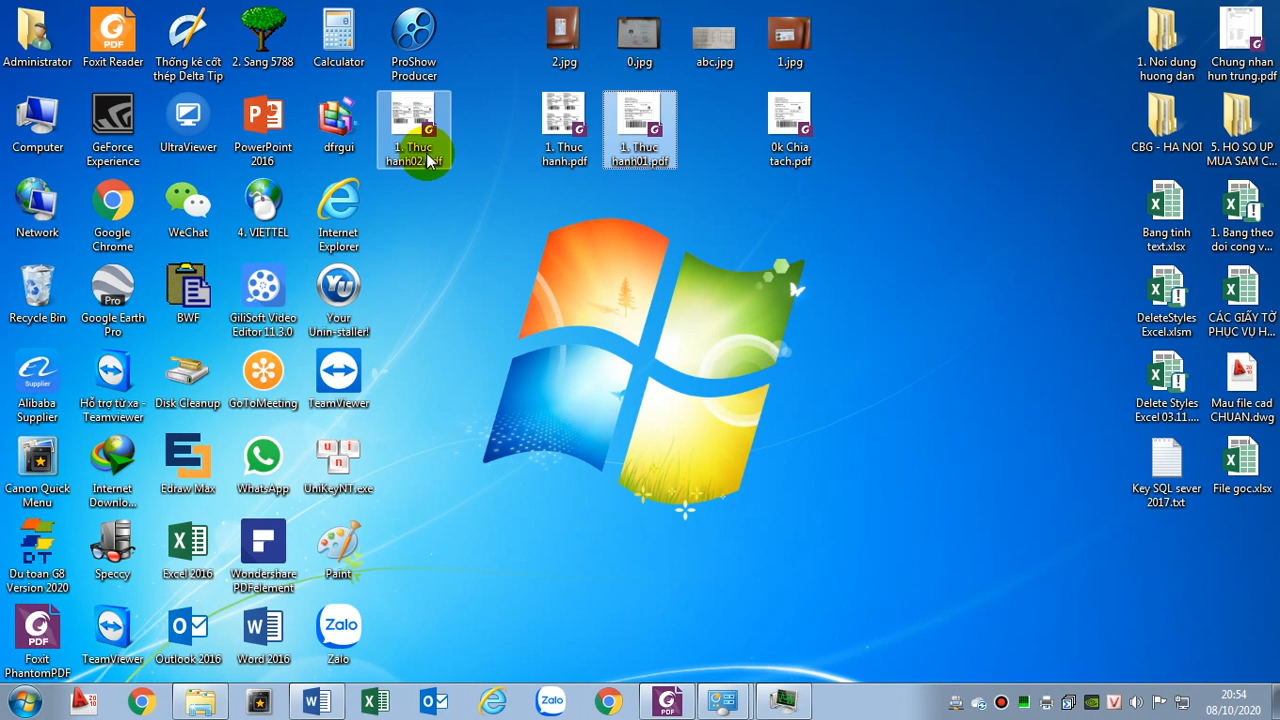 Administrator
Foxit Reader
Thống kê cốt
thép Delta Tip
2. Sang 5788
Calculator
ProShow
Producer
2.jpg
0.jpg
abc.jpg
1.jpg
1. Noi dung
huong dan
Chung nhan
hun trung.pdf
Computer
GeForce
Experience
UltraViewer
PowerPoint
2016
dfrgui
1. Thuc
hanh02.pdf
1. Thuc
hanh.pdf
1. Thuc
hanh01.pdf
0k Chia
tach.pdf
CBG - HA NOI
5. HO SO UP
MUA SAM C...
Network
Google
Chrome
WeChat
4. VIETTEL
Internet
Explorer
Bang tinh
text.xlsx
1. Bang theo
doi cong v...
Recycle Bin
Google Earth
Pro
BWF
GiliSoft Video
Editor11.3.0
Your
Unin-staller!
DeleteStyles
Excel.xlsm
CÁC GIẤY TỜ
PHỤC VỤ H...
Alibaba
Supplier
Hỗ trợ từ xa -
Teamviewer
Disk Cleanup
GoToMeeting
TeamViewer
Delete Styles
Excel 03.11....
Mau file cad
CHUAN.dwg
Canon Quick
Menu
Internet
Downlo...
Edraw Max
WhatsApp
UniKeyNT.exe
Key SQL sever
2017.txt
File goc.xlsx
Du toan G8
Version 2020
Speccy
Excel 2016
Wondershare
PDFelement
Paint
Foxit
PhantomPDF
TeamViewer
Outlook 2016
Word 2016
Zalo
20:54
08/10/2020